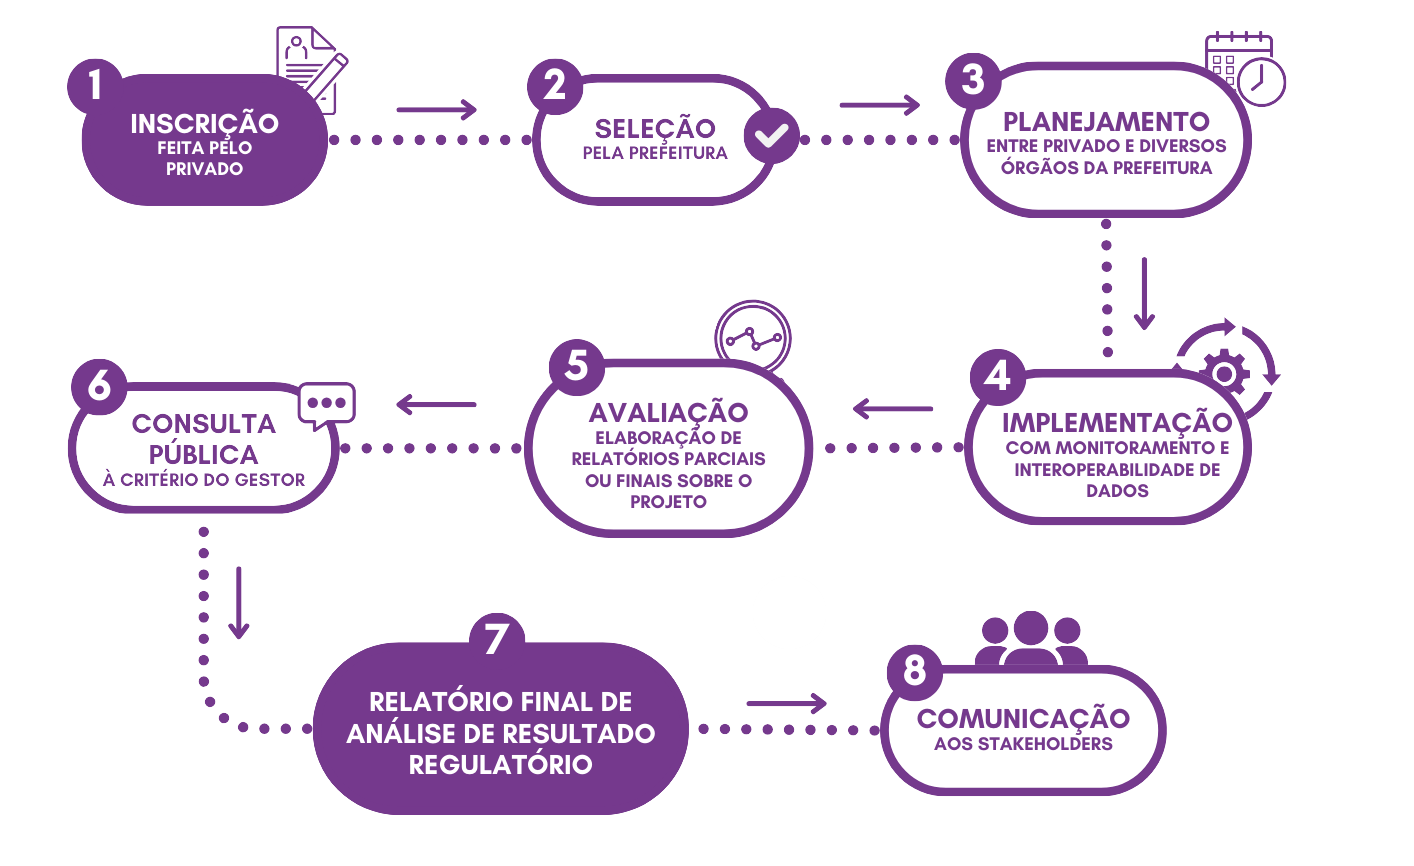 1
INSCRIÇÃO
FEITA PELO
PRIVADO
2
SELEÇÃO
PELA PREFEITURA
3
PLANEJAMENTO
ENTRE PRIVADO E DIVERSOS
ÓRGÃOS DA PREFEITURA
4
IMPLEMENTAÇÃO
COM MONITORAMENTO E
INTEROPERABILIDADE DE
DADOS
5
AVALIAÇÃO
ELABORAÇÃO DE
RELATÓRIOS PARCIAIS
OU FINAIS SOBRE O
PROJETO
6
CONSULTA
PÚBLICA
À CRITÉRIO DO GESTOR
7
RELATÓRIO FINAL DE
ANÁLISE DE RESULTADO
REGULATÓRIO
8
COMUNICAÇÃO
AOS STAKEHOLDERS